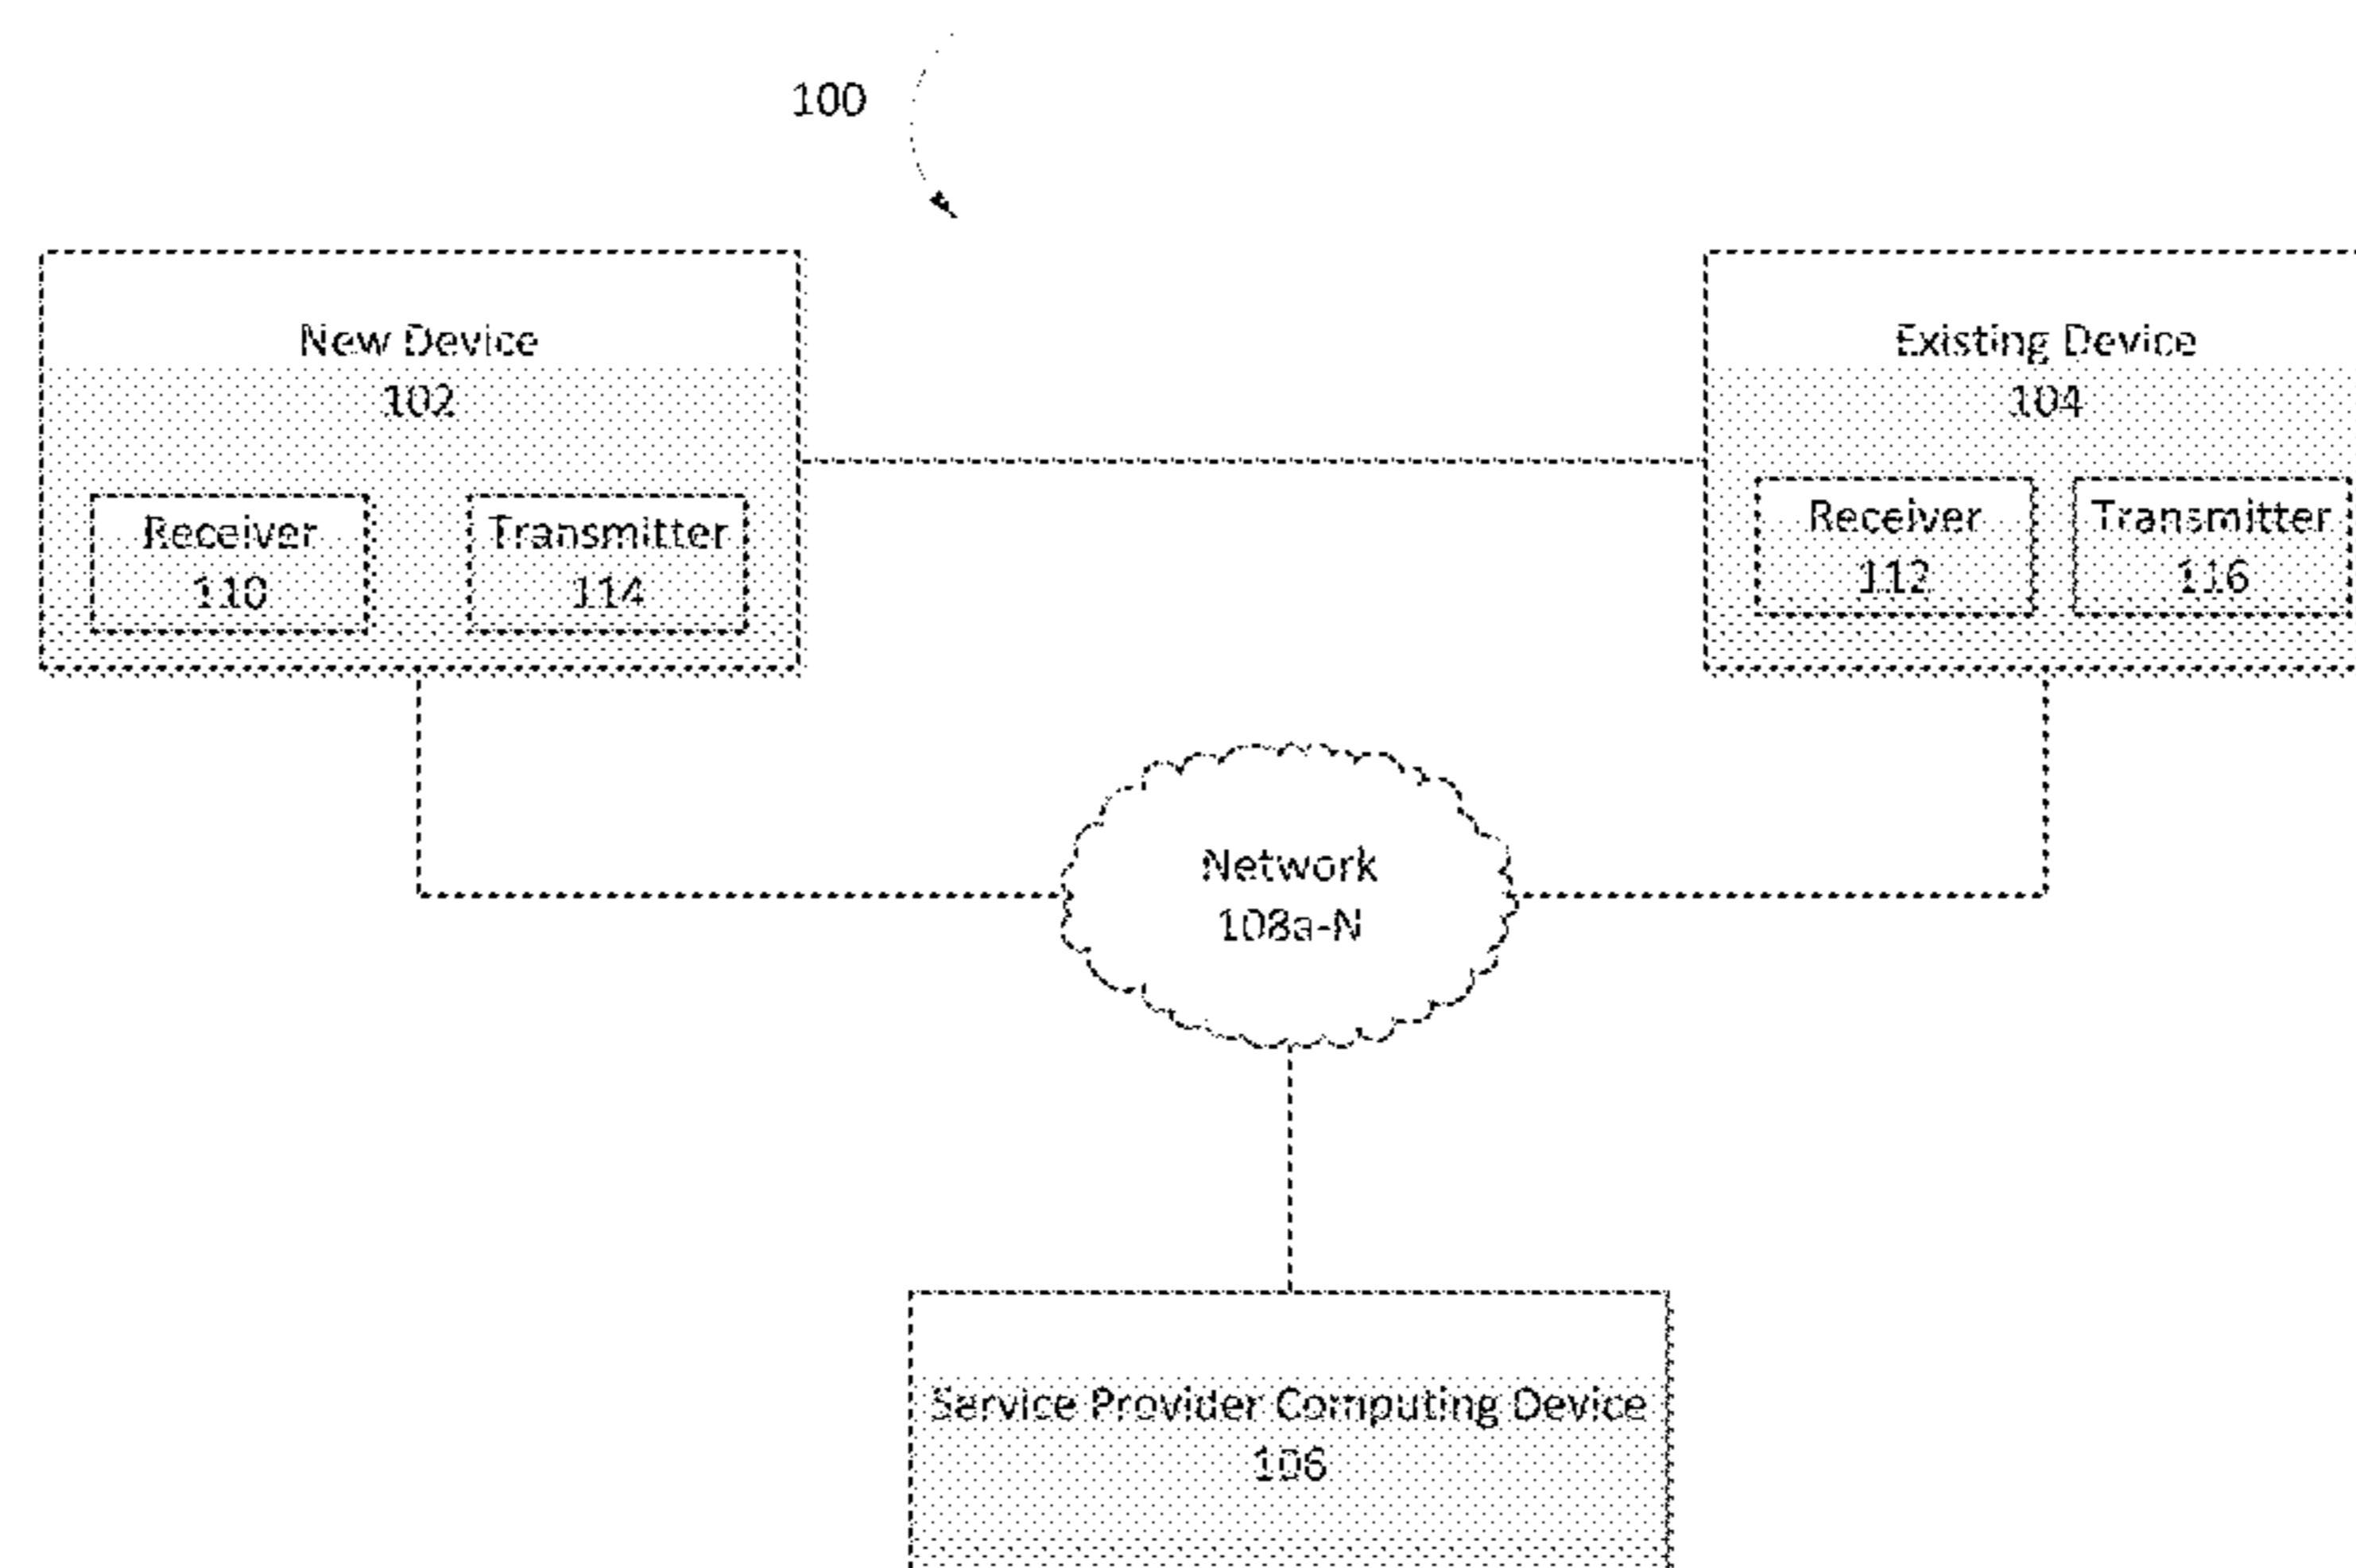 100
New Device
102
Receiver
110
Transmitter
114
Existing Device
104
Receiver
112
Transmitter
116
Network
108a-N
Service Provider Computing Device
106